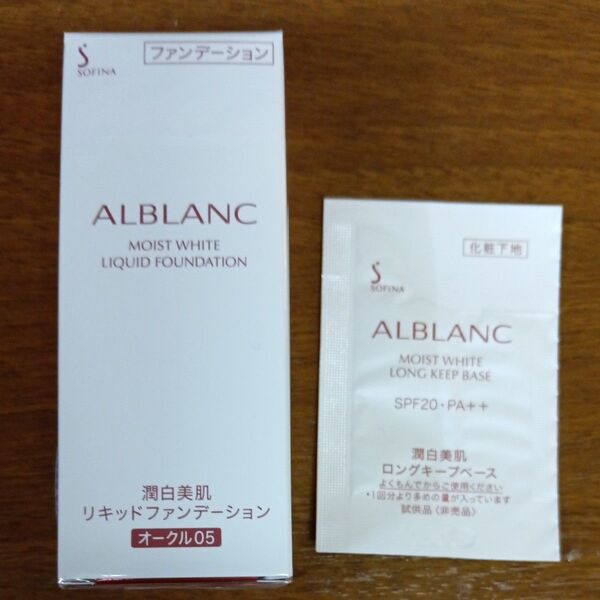 SOFINA
ファンデーション
ALBLANC
MOIST WHITE
LIQUID FOUNDATION
潤白美肌
リキッドファンデーション
オークル05
化粧下地
SOFINA
ALBLANC
MOIST WHITE
LONG KEEP BASE
SPF20・PA++
潤白美肌
ロングキープベース
よくもんでからご使用ください
•1回分より多めの量が入っています
試供品〈非売品〉